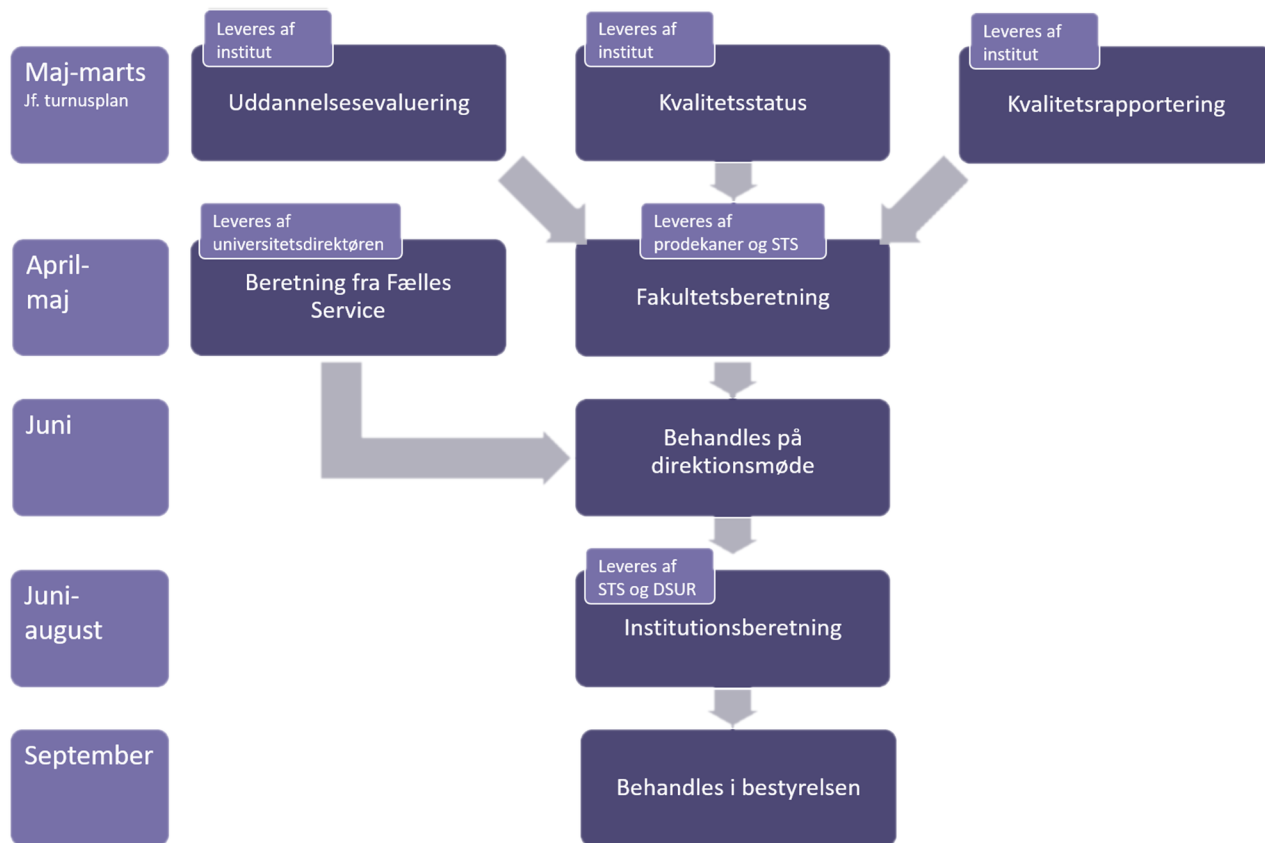 Maj-marts
Jf. turnusplan
Leveres af
institut
Uddannelsesevaluering
Leveres af
institut
Kvalitetsstatus
Leveres af
institut
Kvalitetsrapportering
April-
maj
Leveres af
universitetsdirektøren
Beretning fra Fælles
Service
Leveres af
prodekaner og STS
Fakultetsberetning
Juni
Behandles på
direktionsmøde
Juni-
august
Leveres af
STS og DSUR
Institutionsberetning
September
Behandles i bestyrelsen